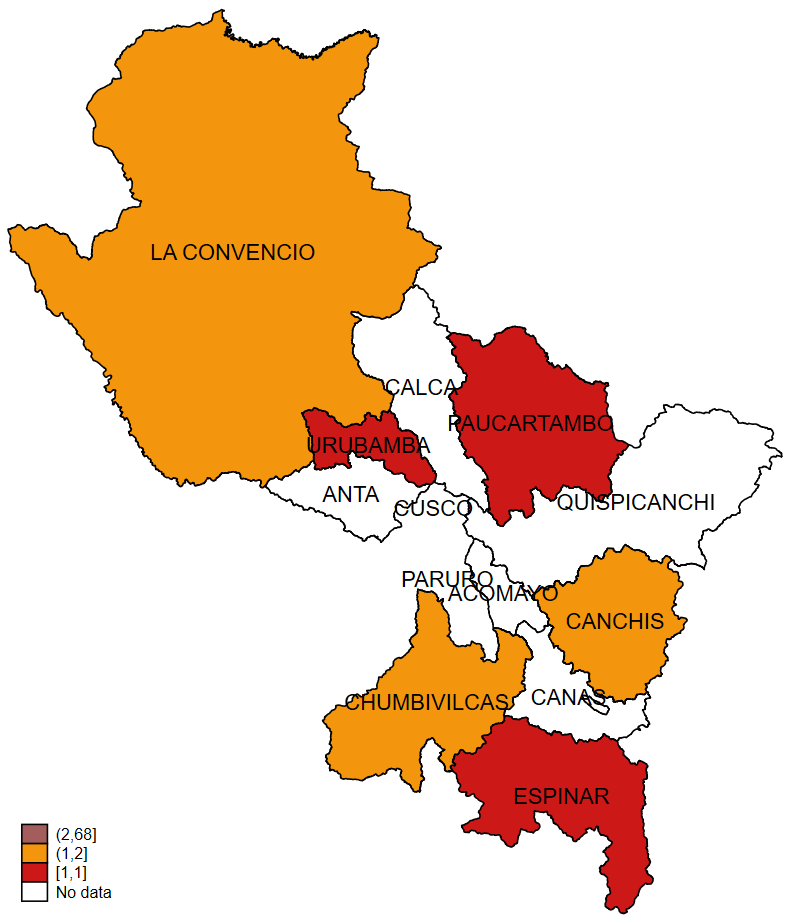 LA CONVENCIO
CALCA
PAUCARTAMBO
URUBAMBA
ANTA
CUSCO
QUISPICANCHI
PARURO
ACOMAYO
CANCHIS
CHUMBIVILCAS
CANAS
ESPINAR
(2,68]
(1,2]
[1,1]
No data